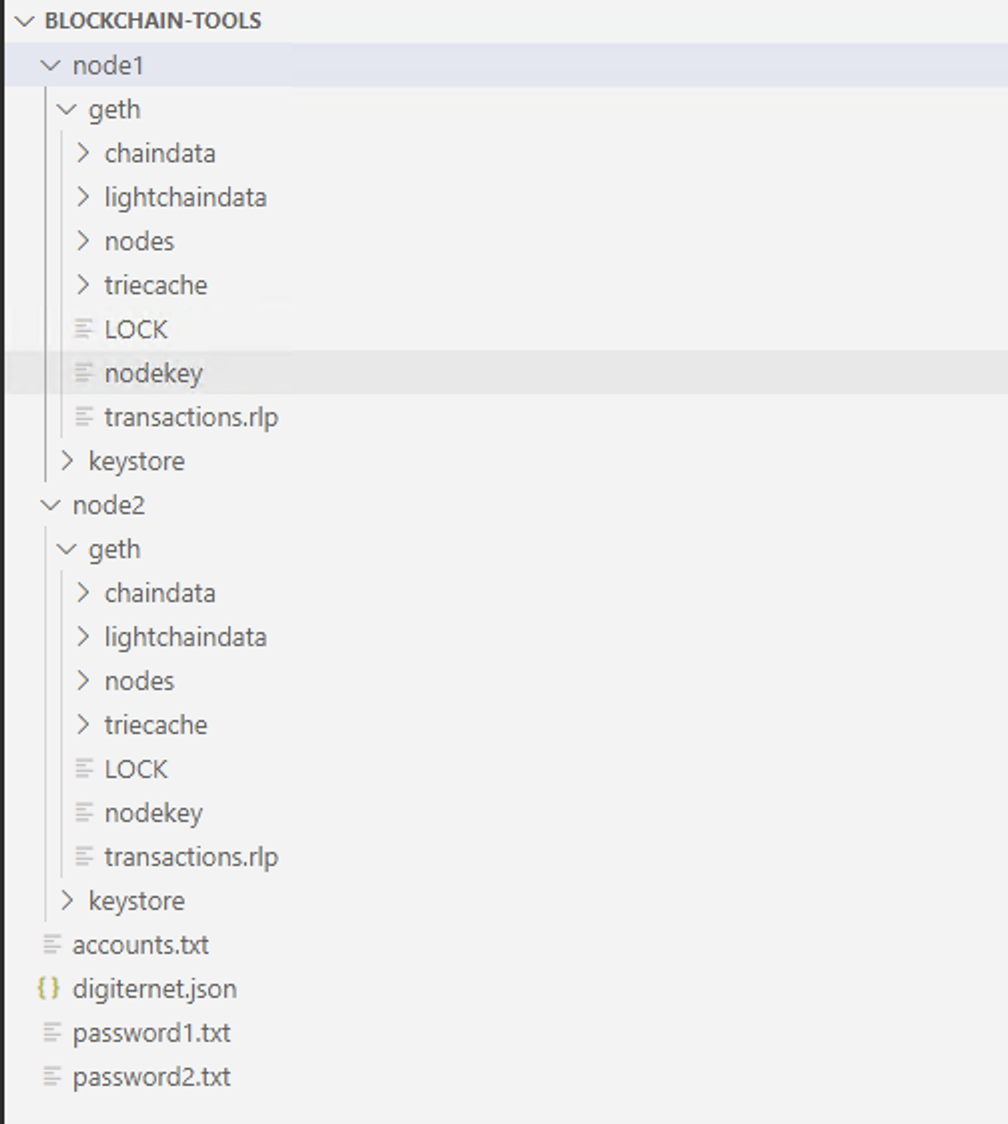 BLOCKCHAIN-TOOLS
node1
geth
chaindata
lightchaindata
nodes
triecache
LOCK
nodekey
transactions.rlp
keystore
node2
geth
chaindata
lightchaindata
nodes
triecache
LOCK
nodekey
transactions.rlp
keystore
accounts.txt
{} digiternet.json
password1.txt
password2.txt